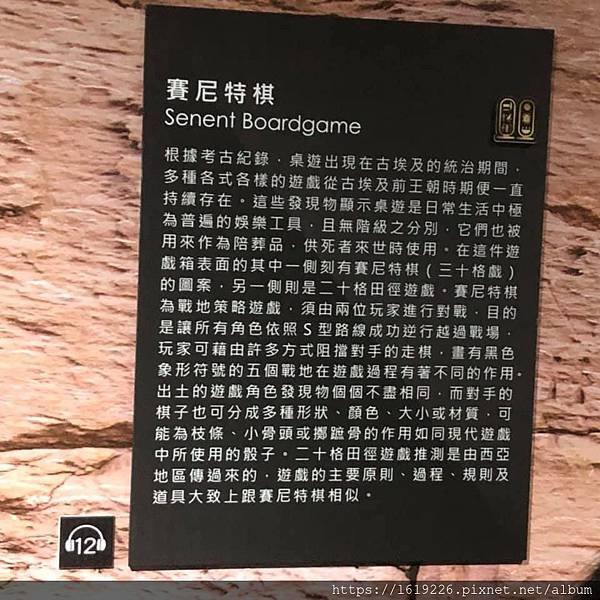 賽尼特棋
Senent Boardgame
根據考古紀錄，桌遊出現在古埃及的統治期間，
多種各式各樣的遊戲從古埃及前王朝時期便一直
持續存在。這些發現物顯示桌遊是日常生活中極
為普遍的娛樂工具，且無階級之分別，它們也被
用來作為陪葬品，供死者來世時使用。在這件遊
戲箱表面的其中一側刻有賽尼特棋(三十格戲)
的圖案，另一側則是二十格田徑遊戲。賽尼特棋
為戰地策略遊戲，須由兩位玩家進行對戰，目的
是讓所有角色依照S型路線成功逆行越過戰場，
玩家可藉由許多方式阻擋對手的走棋，畫有黑色
象形符號的五個戰地在遊戲過程有著不同的作用。
出土的遊戲角色發現物個個不盡相同，而對手的
棋子也可分成多種形狀、顏色、大小或材質，可
能為枝條、小骨頭或擲蹠骨的作用如同現代遊戲
中所使用的骰子。二十格田徑遊戲推測是由西亞
地區傳過來的，遊戲的主要原則、過程、規則及
道具大致上跟賽尼特棋相似。
12
https://1619226.pixnet.net/album